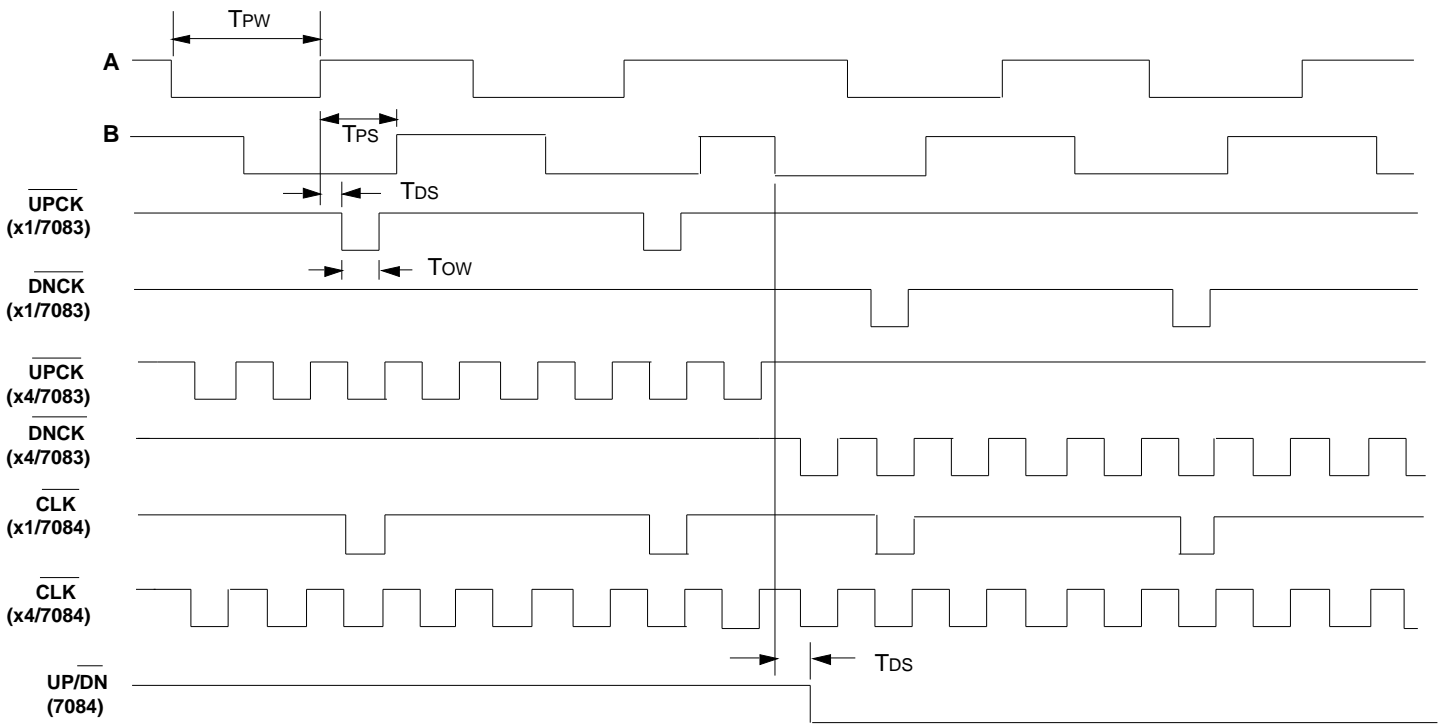 TPW
A
B
TPS
TDS
UPCK
(x1/7083)
TOW
DNCK
(x1/7083)
UPCK
(x4/7083)
DNCK
(x4/7083)
CLK
(x1/7084)
CLK
(x4/7084)
TDS
UP/DN
(7084)